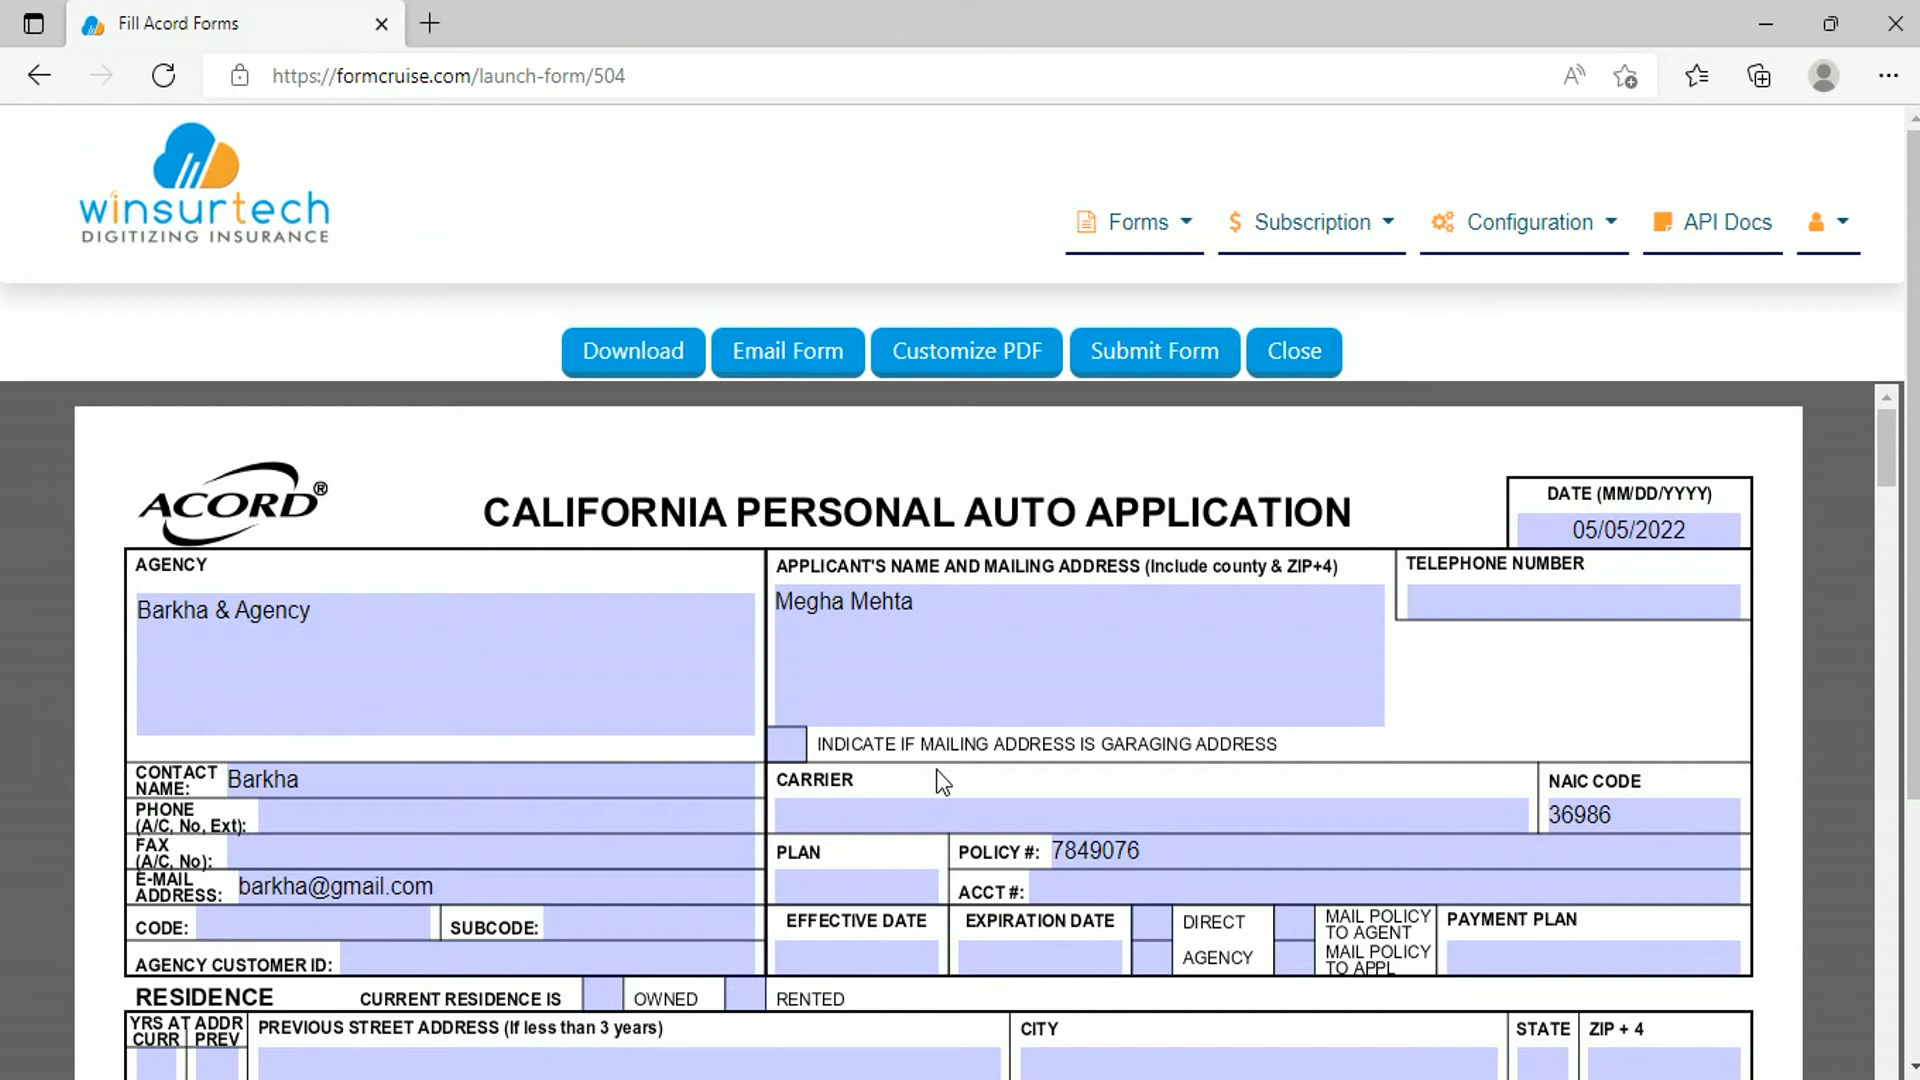 Fill Acord Forms
https://formcruise.com/launch-form/504
winsurtech
DIGITIZING INSURANCE
Forms Subscription Configuration API Docs
Download Email Form Customize PDF Submit Form Close
ACORD®
CALIFORNIA PERSONAL AUTO APPLICATION
DATE (MM/DD/YYYY)
05/05/2022
AGENCY
Barkha & Agency
APPLICANT'S NAME AND MAILING ADDRESS (Include county & ZIP+4)
Megha Mehta
TELEPHONE NUMBER
INDICATE IF MAILING ADDRESS IS GARAGING ADDRESS
CONTACT
NAME: Barkha
PHONE
(A/C, No, Ext):
FAX
(A/C, No):
E-MAIL
ADDRESS: barkha@gmail.com
CODE: SUBCODE:
AGENCY CUSTOMER ID:
CARRIER
NAIC CODE
36986
PLAN
POLICY #: 7849076
ACCT #:
EFFECTIVE DATE
EXPIRATION DATE
DIRECT
AGENCY
MAIL POLICY
TO AGENT
MAIL POLICY
TO APPL
PAYMENT PLAN
RESIDENCE CURRENT RESIDENCE IS OWNED RENTED
YRS AT ADDR
CURR PREV
PREVIOUS STREET ADDRESS (If less than 3 years)
CITY
STATE
ZIP + 4